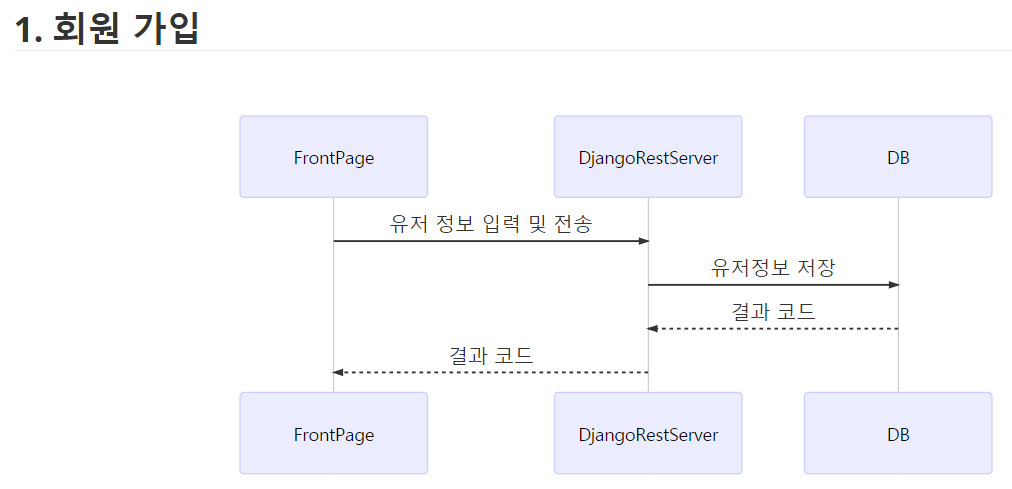 1. 회원 가입
FrontPage
DjangoRestServer
DB
유저 정보 입력 및 전송
유저정보 저장
결과 코드
결과 코드
FrontPage
DjangoRestServer
DB